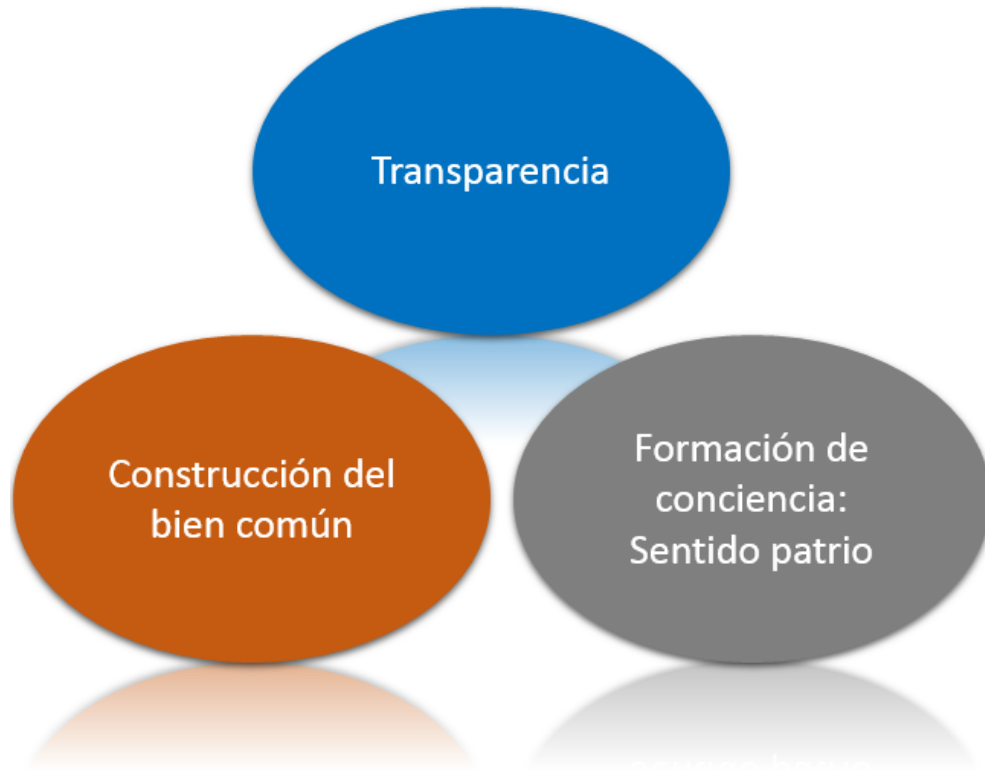 Transparencia
Construcción del
bien común
Formación de
conciencia:
Sentido patrio